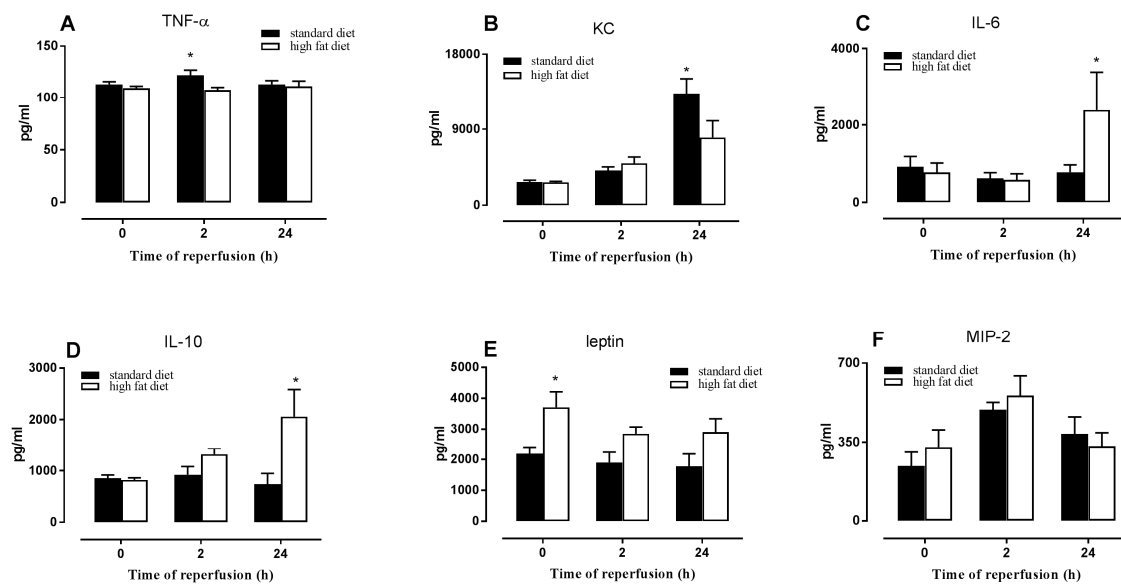 A
TNF-α
standard diet
high fat diet
*
150
100
50
0
pg/ml
0 2 24
Time of reperfusion (h)
B
KC
standard diet
high fat diet
*
18000
9000
0
pg/ml
0 2 24
Time of reperfusion (h)
C
IL-6
standard diet
high fat diet
*
4000
2000
0
pg/ml
0 2 24
Time of reperfusion (h)
D
IL-10
standard diet
high fat diet
*
3000
2000
1000
0
pg/ml
0 2 24
Time of reperfusion (h)
E
leptin
standard diet
high fat diet
*
5000
4000
3000
2000
1000
0
pg/ml
0 2 24
Time of reperfusion (h)
F
MIP-2
standard diet
high fat diet
700
350
0
pg/ml
0 2 24
Time of reperfusion (h)